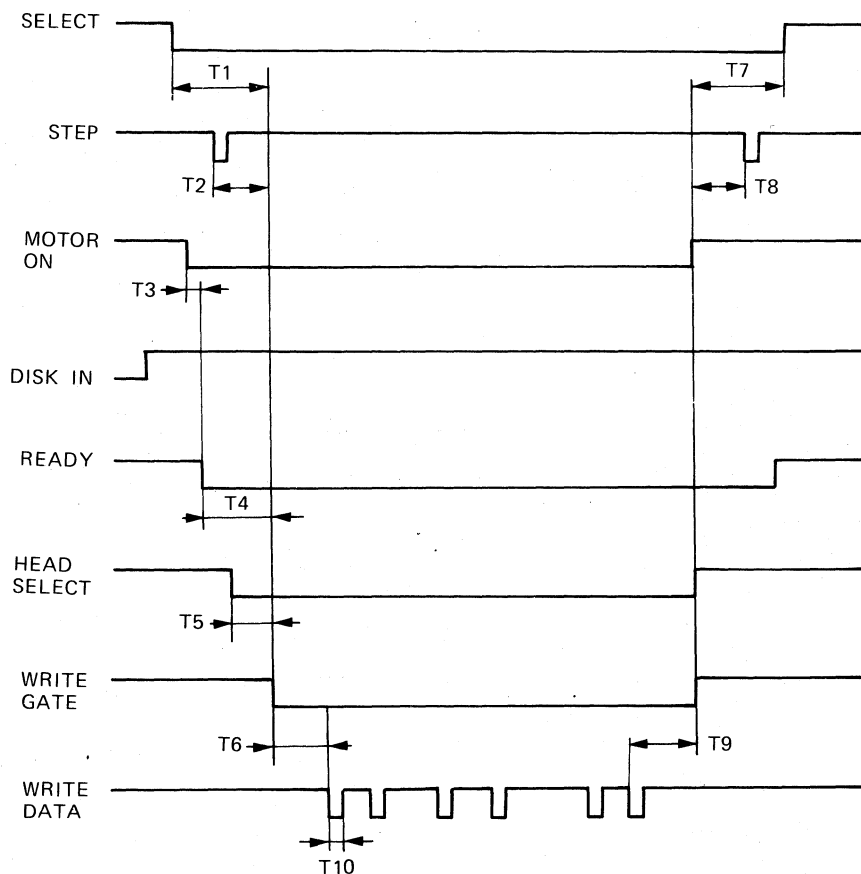 SELECT
T1
T7
STEP
T2
T8
MOTOR
ON
T3
DISK IN
READY
T4
HEAD
SELECT
T5
WRITE
GATE
T6
T9
WRITE
DATA
T10